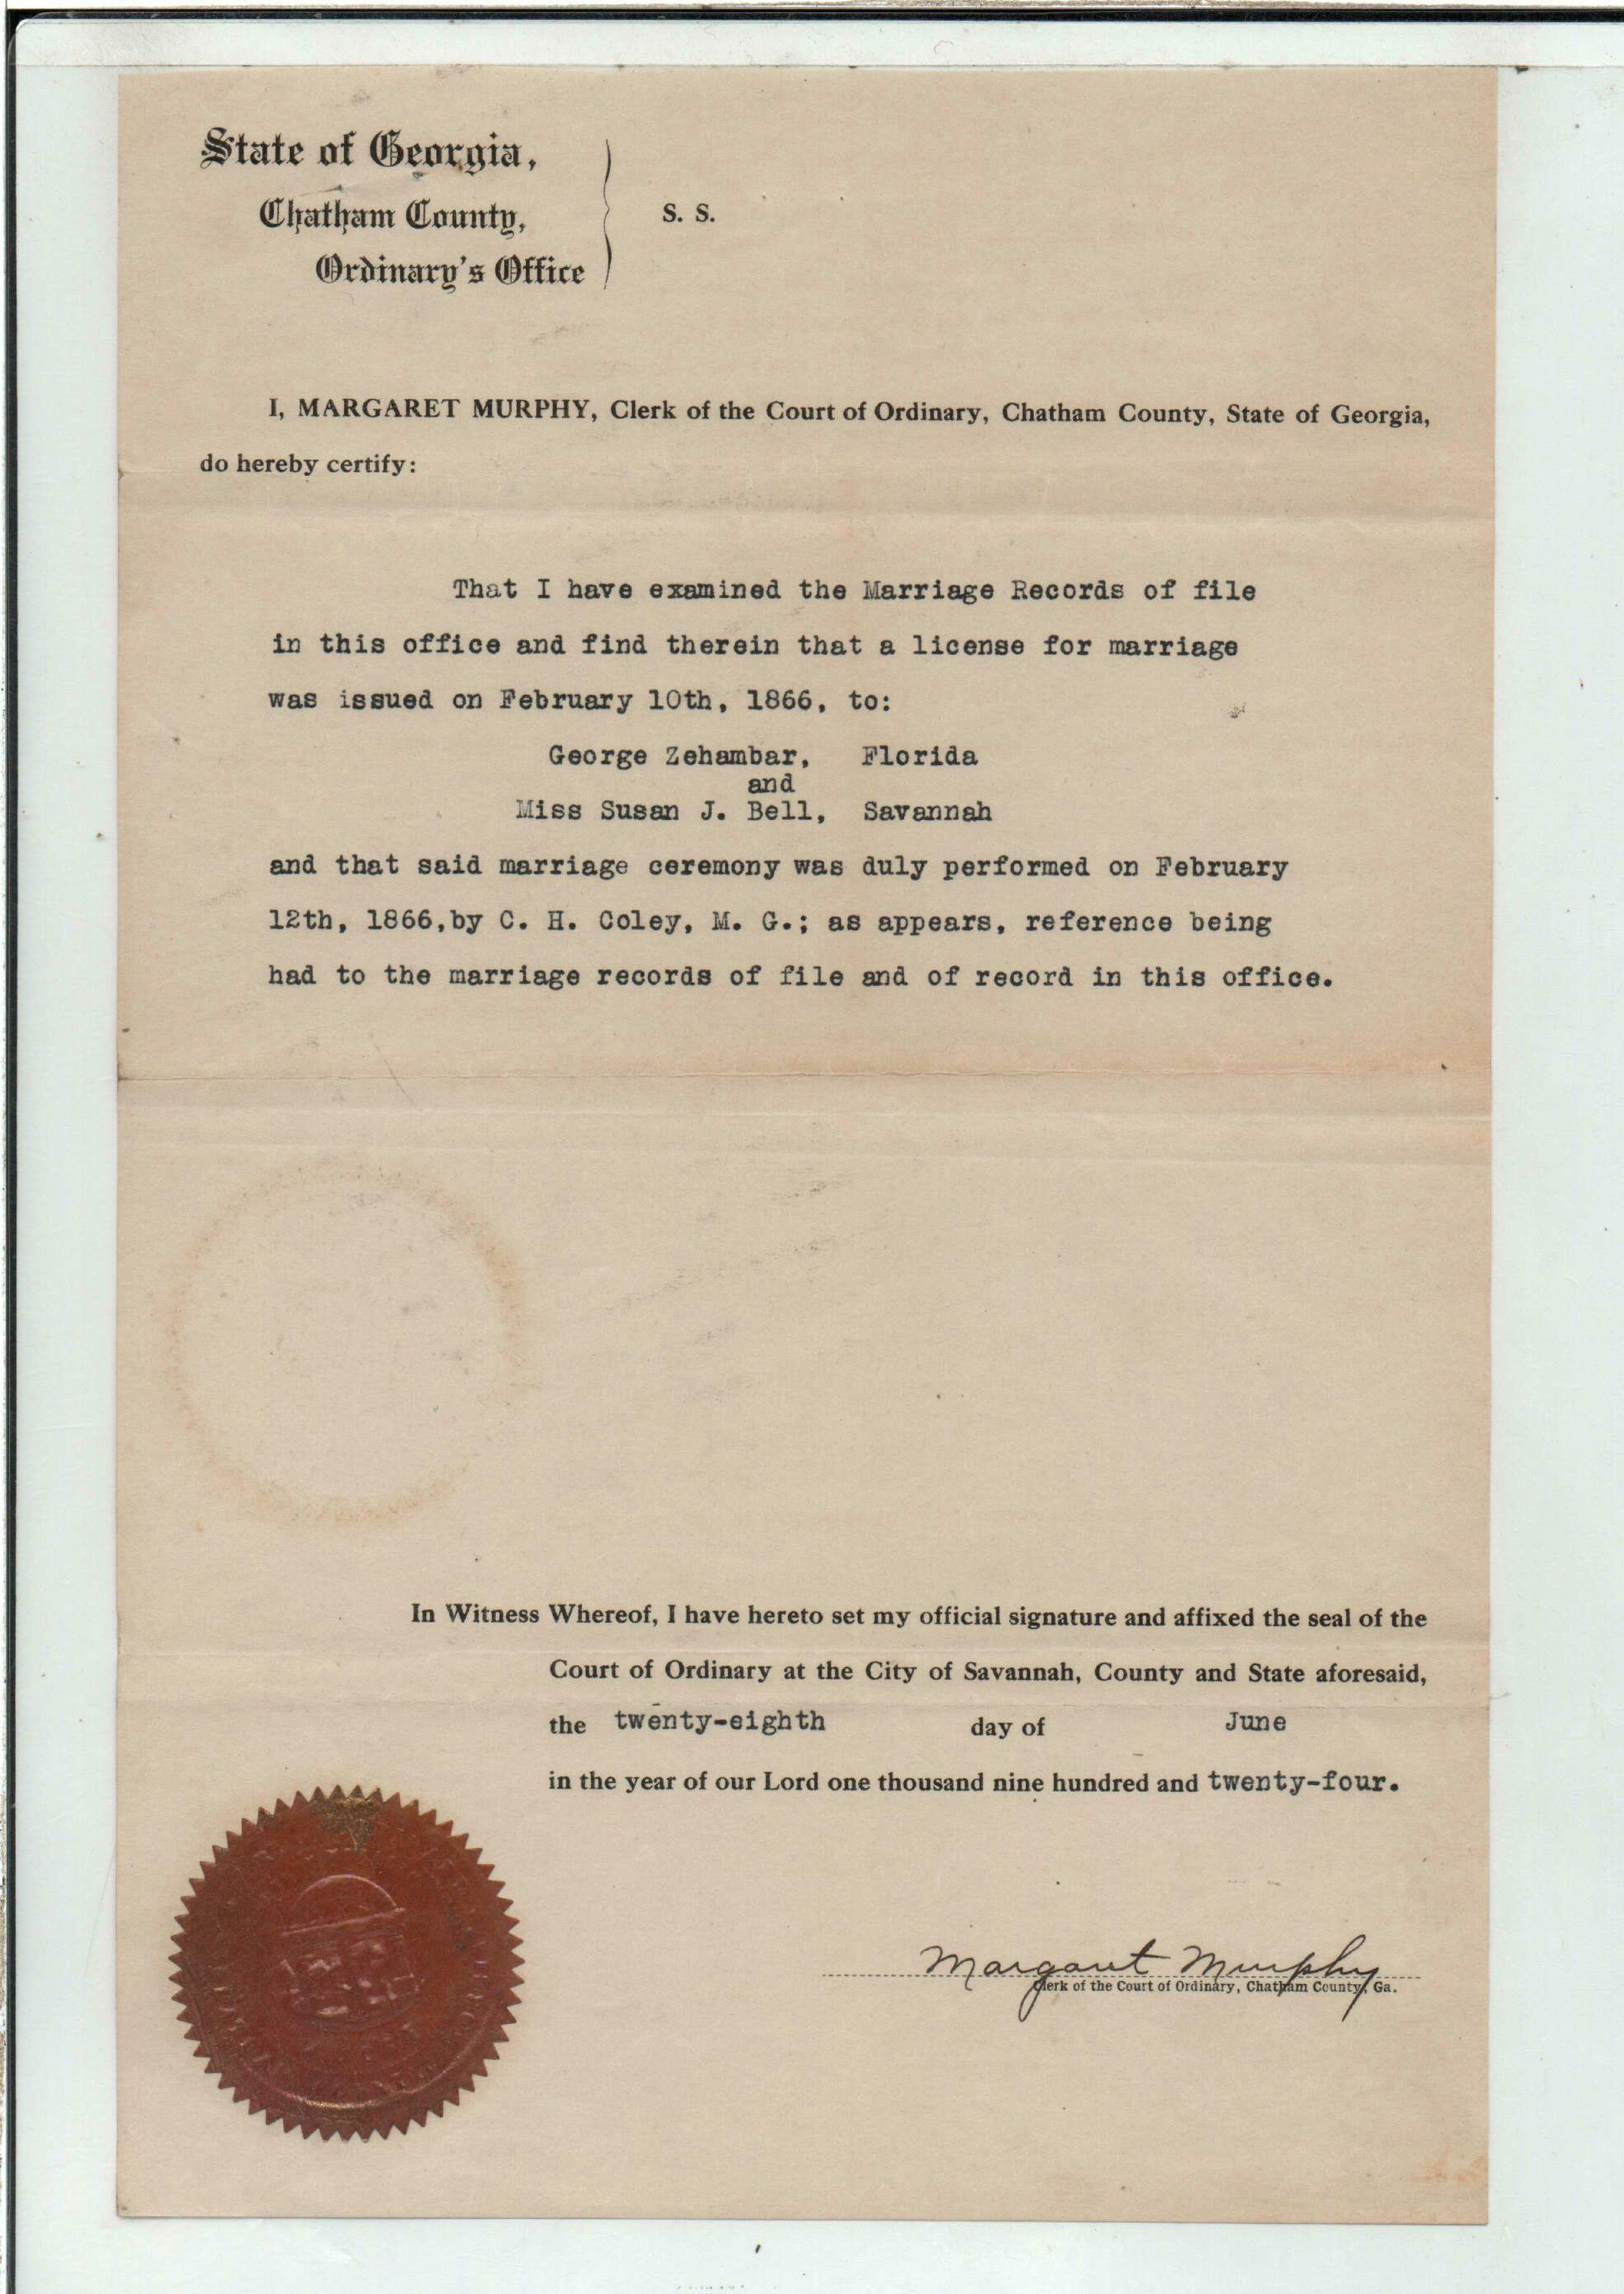 State of Georgia,
Chatham County,
Ordinary's Office
S. S.
I, MARGARET MURPHY, Clerk of the Court of Ordinary, Chatham County, State of Georgia,
do hereby certify:
That I have examined the Marriage Records of file
in this office and find therein that a license for marriage
was issued on February 10th, 1866, to:
George Zehambar, Florida
and
Miss Susan J. Bell, Savannah
and that said marriage ceremony was duly performed on February
12th, 1866,by C. H. Coley, M. G.; as appears, reference being
had to the marriage records of file and of record in this office.
In Witness Whereof, I have hereto set my official signature and affixed the seal of the
Court of Ordinary at the City of Savannah, County and State aforesaid,
the twenty-eighth day of June
in the year of our Lord one thousand nine hundred and twenty-four.
Margaret Murphy
Clerk of the Court of Ordinary, Chatham County, Ga.